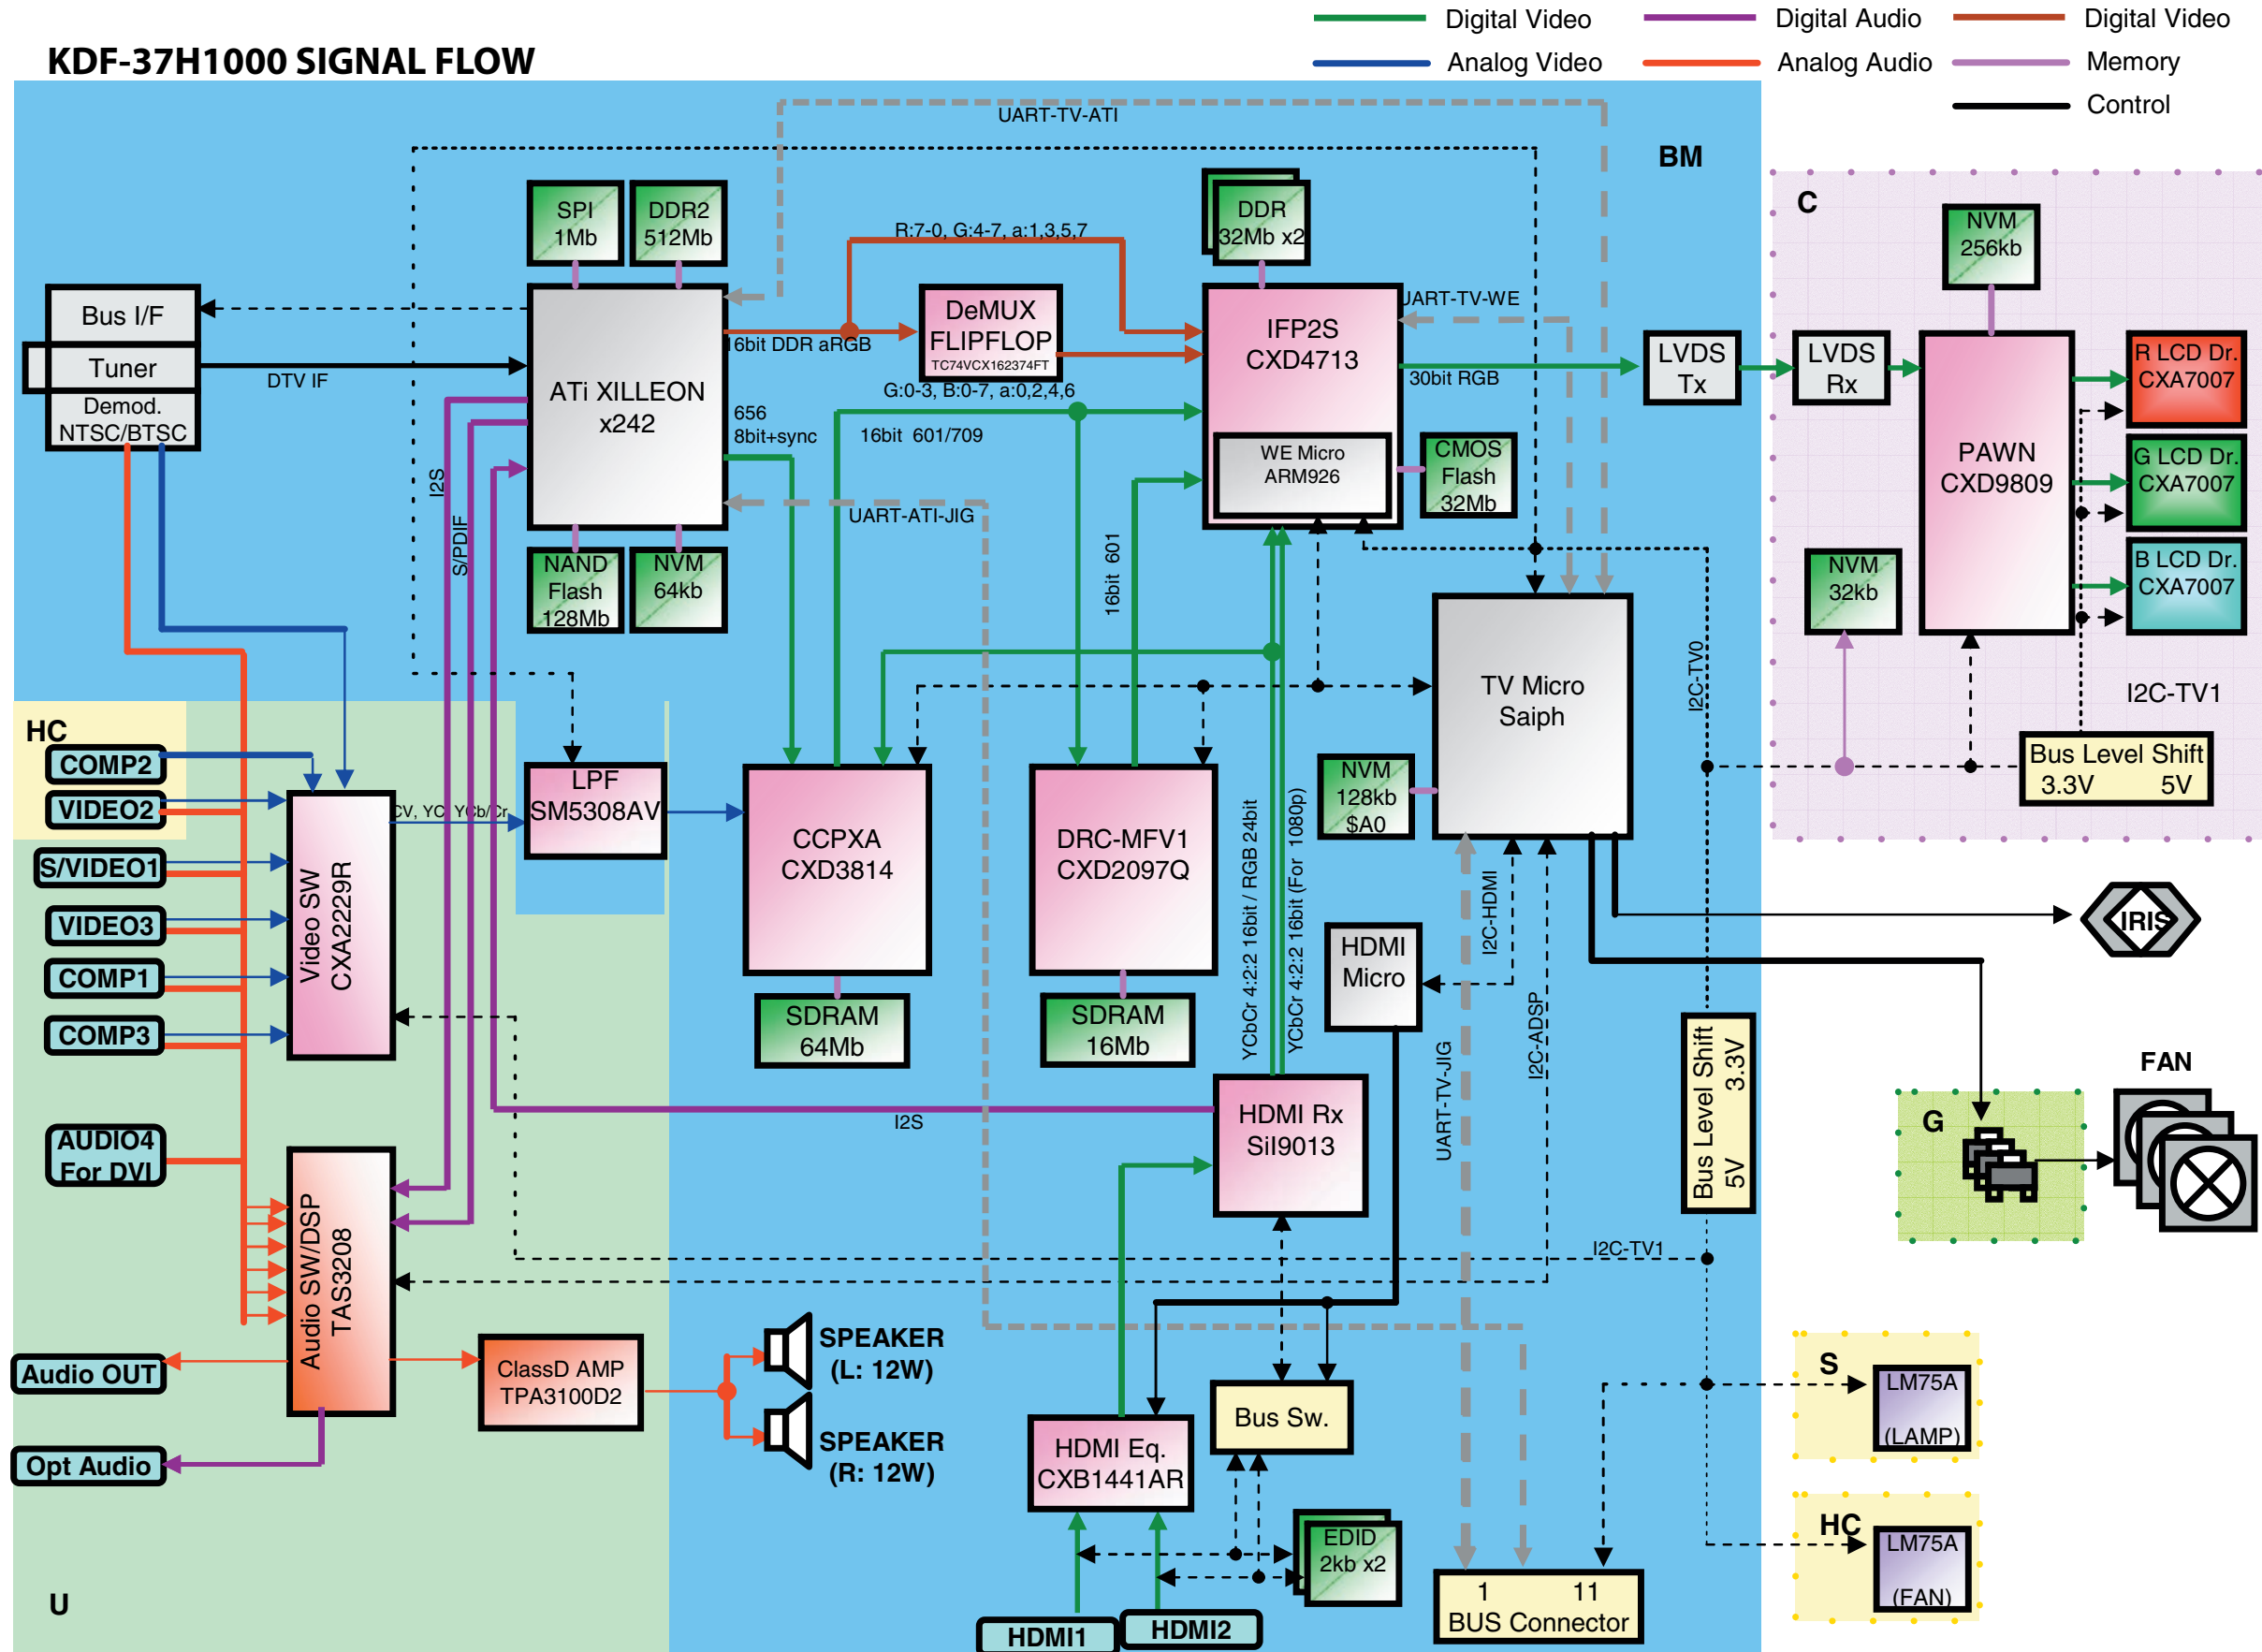 Digital Video
Digital Audio
Digital Video
KDF-37H1000 SIGNAL FLOW
Analog Video
Analog Audio
Memory
Control
UART-TV-ATI
BM
C
SPI
1Mb
DDR2
512Mb
DDR
32Mb x2
NVM
256kb
R:7-0, G:4-7, a:1,3,5,7
Bus I/F
Tuner
Demod.
NTSC/BTSC
DTV IF
ATi XILLEON
x242
16bit DDR aRGB
DeMUX
FLIPFLOP
TC74VCX162374FT
G:0-3, B:0-7, a:0,2,4,6
IFP2S
CXD4713
UART-TV-WE
30bit RGB
LVDS
Tx
LVDS
Rx
R LCD Dr.
CXA7007
656
8bit+sync
16bit 601/709
WE Micro
ARM926
CMOS
Flash
32Mb
PAWN
CXD9809
G LCD Dr.
CXA7007
I2S
S/PDIF
UART-ATI-JIG
16bit 601
NAND
Flash
128Mb
NVM
64kb
NVM
32kb
B LCD Dr.
CXA7007
TV Micro
Saiph
I2C-TV0
I2C-TV1
HC
COMP2
VIDEO2
CV, YC, YCb/Cr
LPF
SM5308AV
Bus Level Shift
3.3V 5V
NVM
128kb
$A0
S/VIDEO1
VIDEO3
COMP1
COMP3
Video SW
CXA2229R
CCPXA
CXD3814
DRC-MFV1
CXD2097Q
YCbCr 4:2:2 16bit / RGB 24bit
YCbCr 4:2:2 16bit (For 1080p)
I2C-HDMI
HDMI
Micro
IRIS
SDRAM
64Mb
SDRAM
16Mb
I2C-ADSP
UART-TV-JIG
Bus Level Shift
5V 3.3V
FAN
G
AUDIO4
For DVI
I2S
HDMI Rx
SiI9013
Audio SW/DSP
TAS3208
I2C-TV1
Audio OUT
ClassD AMP
TPA3100D2
SPEAKER
(L: 12W)
SPEAKER
(R: 12W)
Opt Audio
Bus Sw.
HDMI Eq.
CXB1441AR
S
LM75A
(LAMP)
EDID
2kb x2
HC
LM75A
(FAN)
1 11
BUS Connector
U
HDMI1
HDMI2